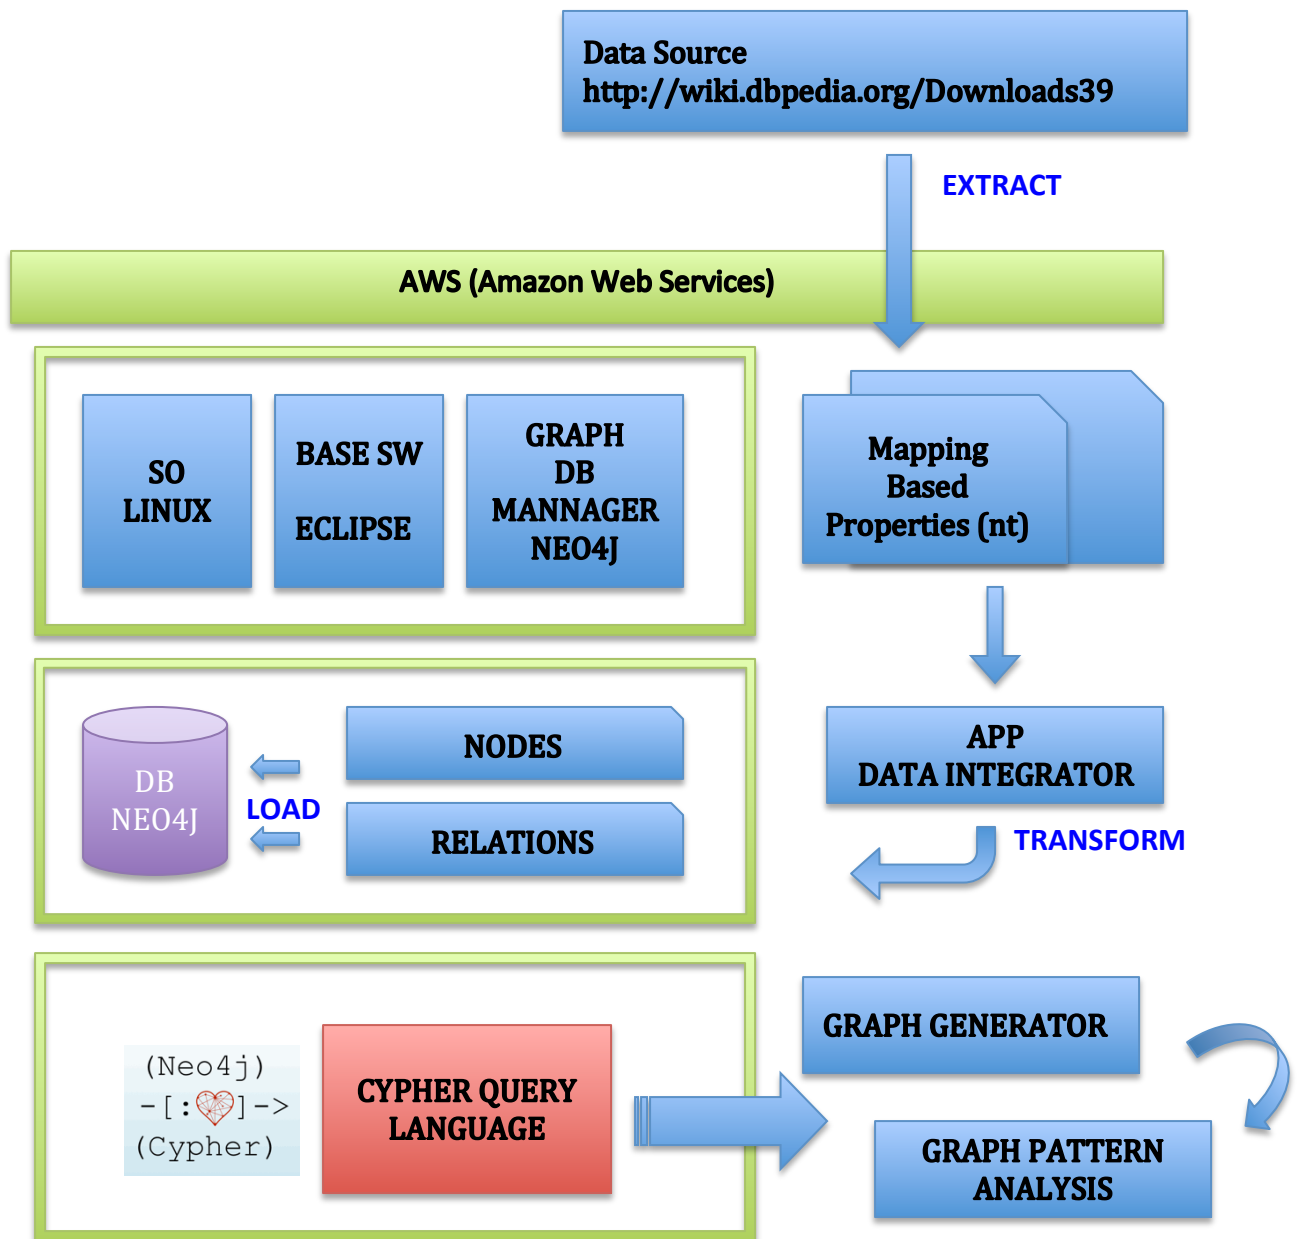 Data Source
http://wiki.dbpedia.org/Downloads39
EXTRACT
AWS (Amazon Web Services)
SO
LINUX
BASE SW
ECLIPSE
GRAPH
DB
MANNAGER
NEO4J
Mapping
Based
Properties (nt)
DB
NEO4J
LOAD
NODES
RELATIONS
APP
DATA INTEGRATOR
TRANSFORM
(Neo4j)
-[: ]->
(Cypher)
CYPHER QUERY
LANGUAGE
GRAPH GENERATOR
GRAPH PATTERN
ANALYSIS